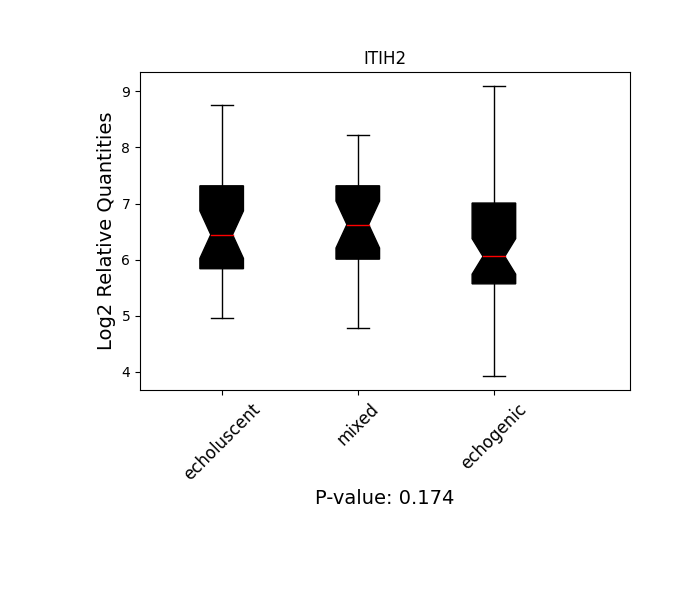 ITIH2
Log2 Relative Quantities
9
8
7
6
5
4
echoluscent
mixed
echogenic
P-value: 0.174